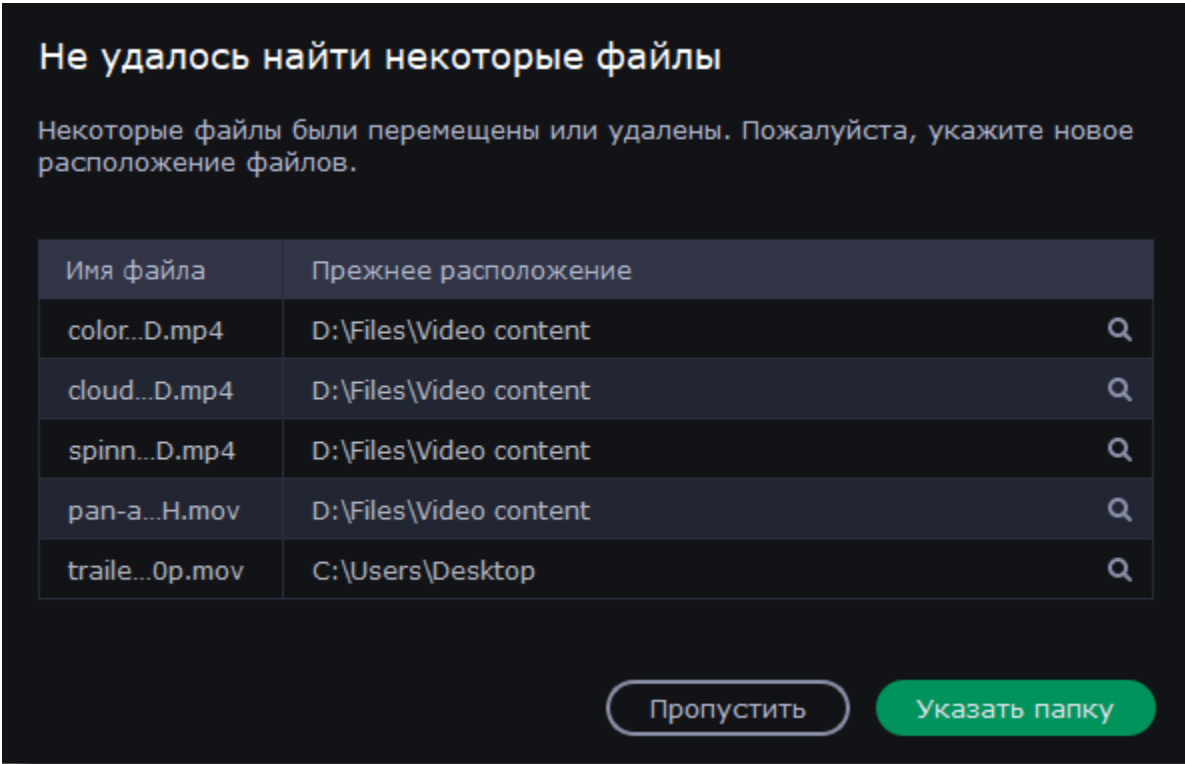 Не удалось найти некоторые файлы
Некоторые файлы были перемещены или удалены. Пожалуйста, укажите новое
расположение файлов.
Имя файла Прежнее расположение
color...D.mp4 D:\Files\Video content
cloud...D.mp4 D:\Files\Video content
spinn...D.mp4 D:\Files\Video content
pan-a...H.mov D:\Files\Video content
traile...0p.mov C:\Users\Desktop
Пропустить Указать папку